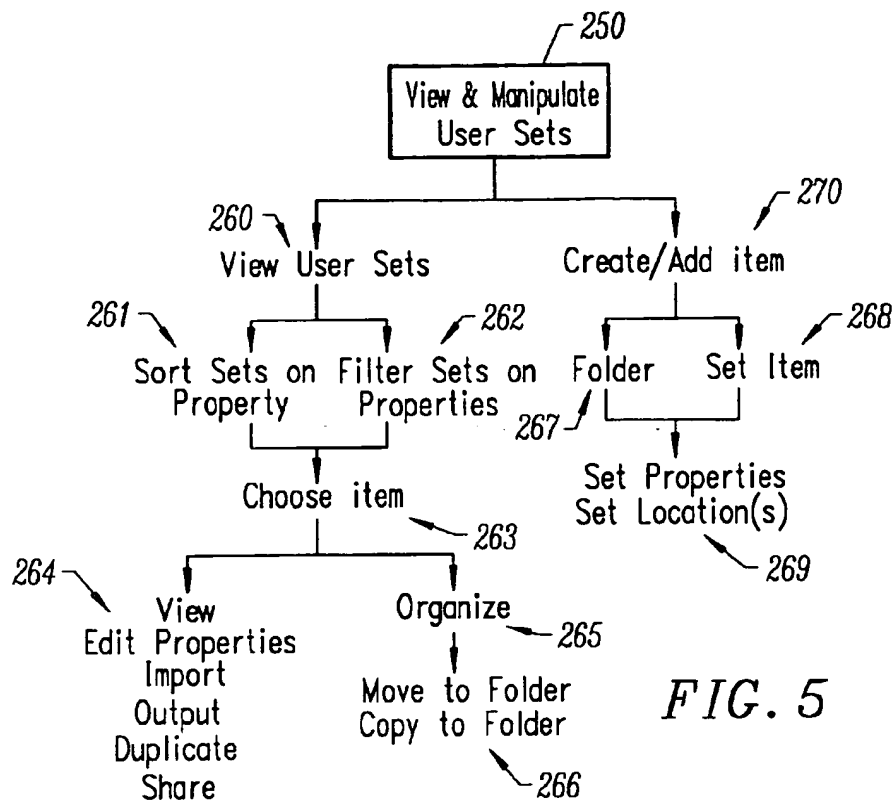 250
View & Manipulate
User Sets
260
270
View User Sets
Create/Add item
261
262
268
Sort Sets on
Property
Filter Sets on
Properties
Folder
Set Item
267
Choose item
263
Set Properties
Set Location(s)
269
264
View
Edit Properties
Import
Output
Duplicate
Share
Organize
265
Move to Folder
Copy to Folder
266
FIG. 5